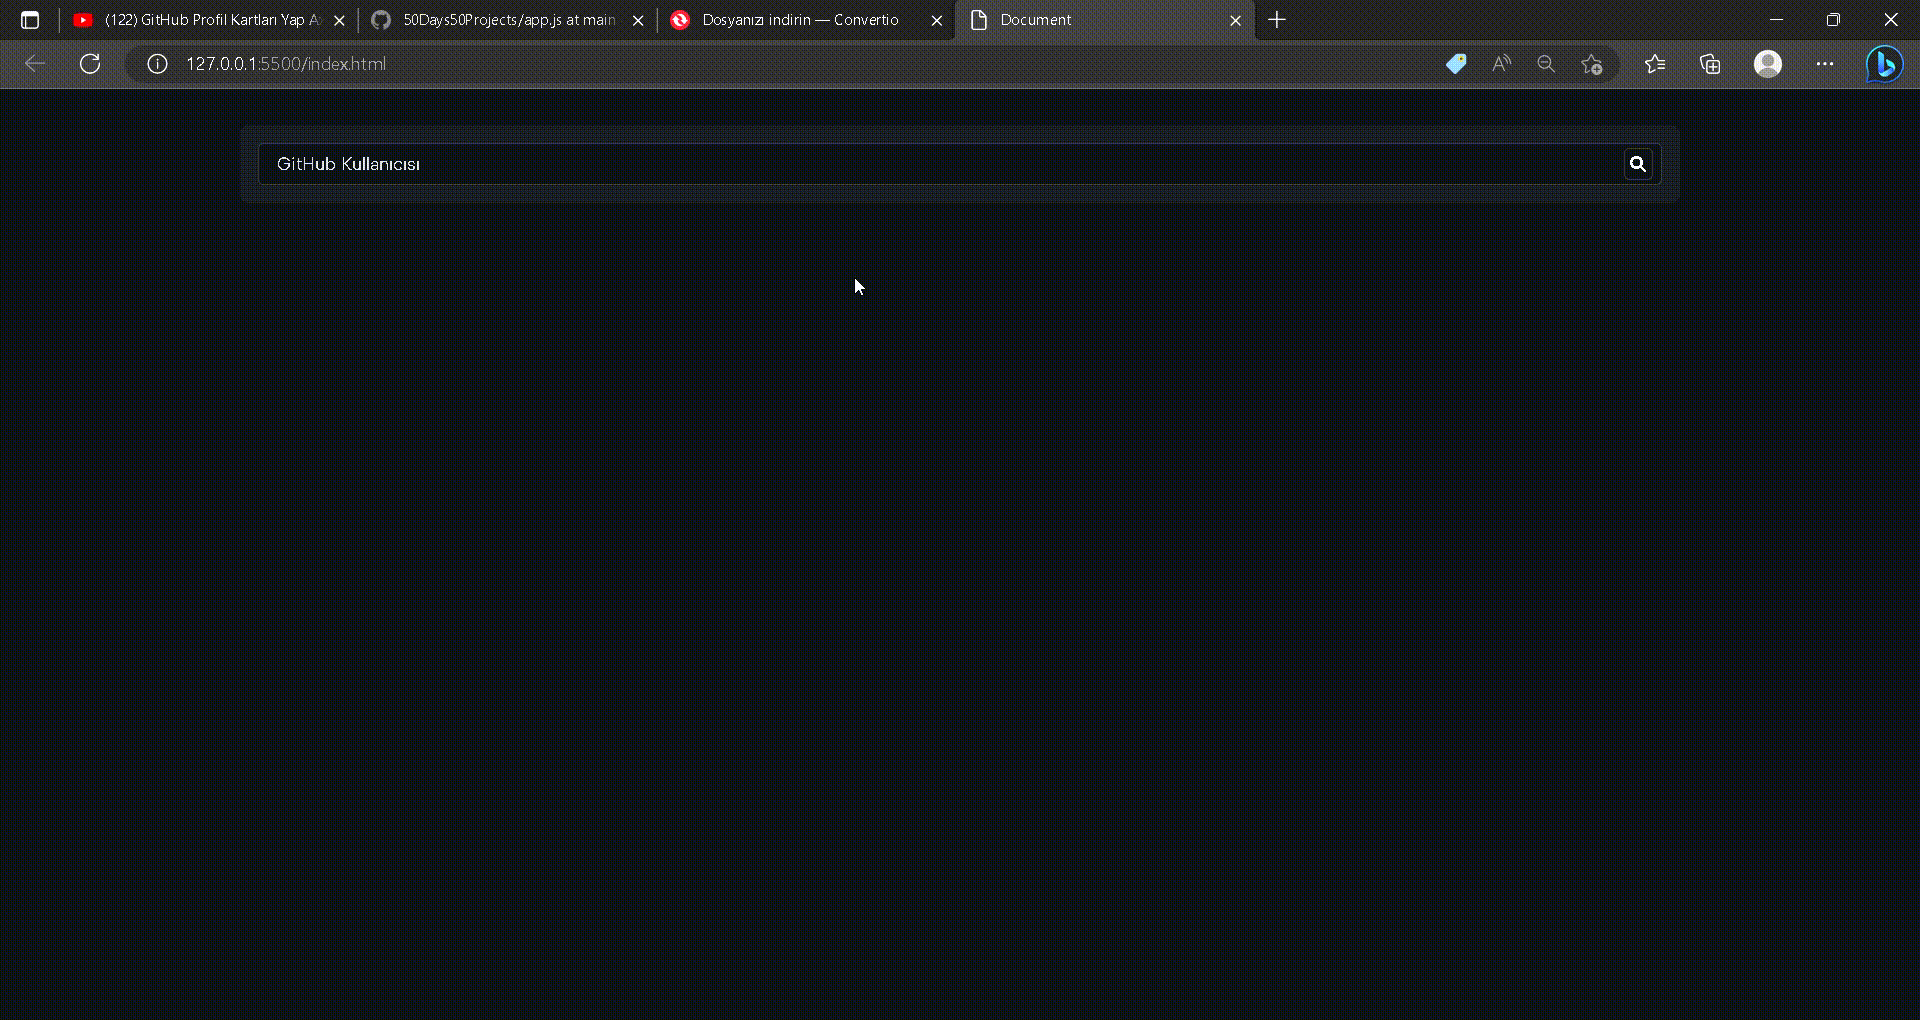 (122) GitHub Profil Kartları Yap A
50Days50Projects/app.js at main
Dosyanızı indirin — Convertio
Document
127.0.0.1:5500/index.html
GitHub Kullanıcısı